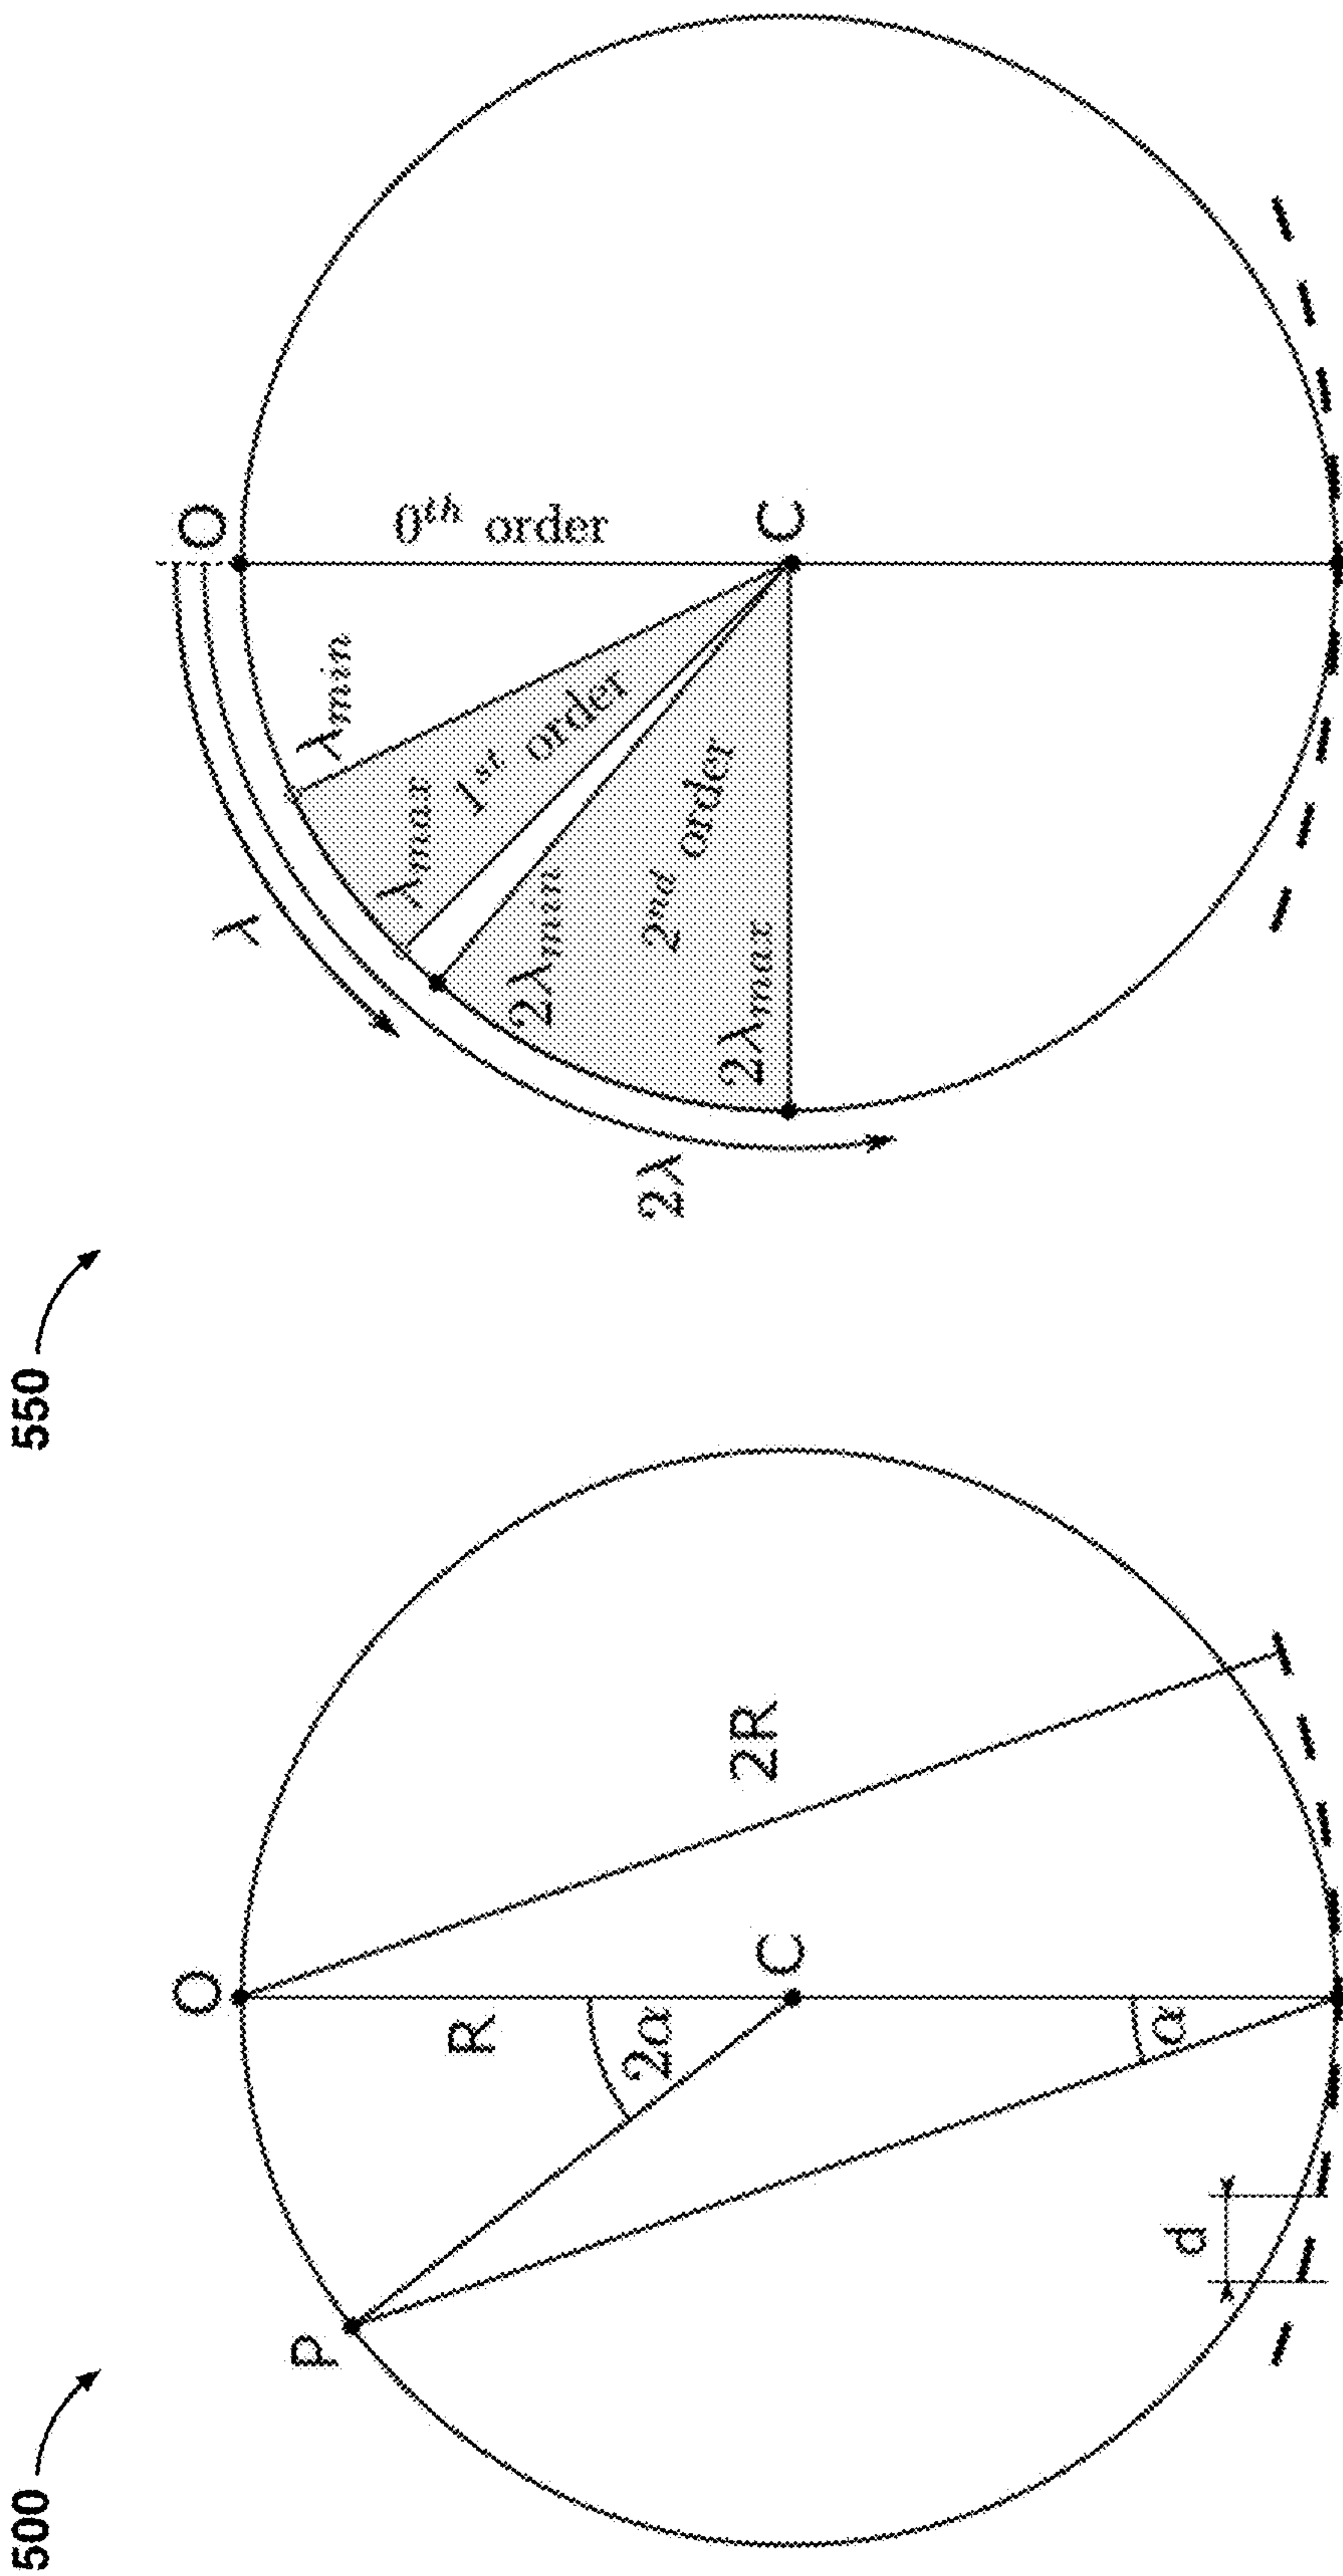 500
O
P
R
2α
C
2R
α
d
550
O
λ
2λ
0th order
λmin
λmax
1st order
2λmin
2nd order
2λmax
C